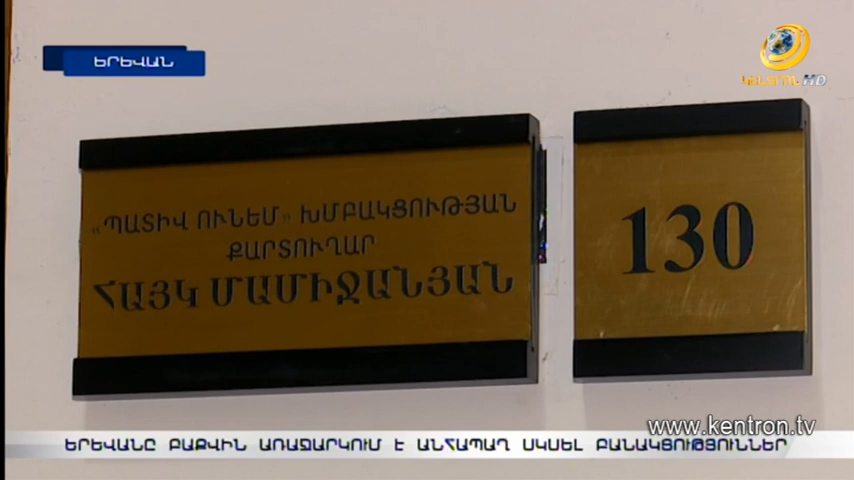 ԵՐԵՎԱՆ
ԿԵՆՏՐՈՆ HD
«ՊԱՏԻՎ ՈՒՆԵՄ» ԽՄԲԱԿՑՈՒԹՅԱՆ
ՔԱՐՏՈՒՂԱՐ
ՀԱՅԿ ՄԱՄԻՋԱՆՅԱՆ
130
www.kentron.tv
ԵՐԵՎԱՆԸ ԲԱՔՎԻՆ ԱՌԱՋԱՐԿՈՒՄ Է ԱՆՀԱՊԱՂ ՍԿՍԵԼ ԲԱՆԱԿՑՈՒԹՅՈՒՆՆԵՐ